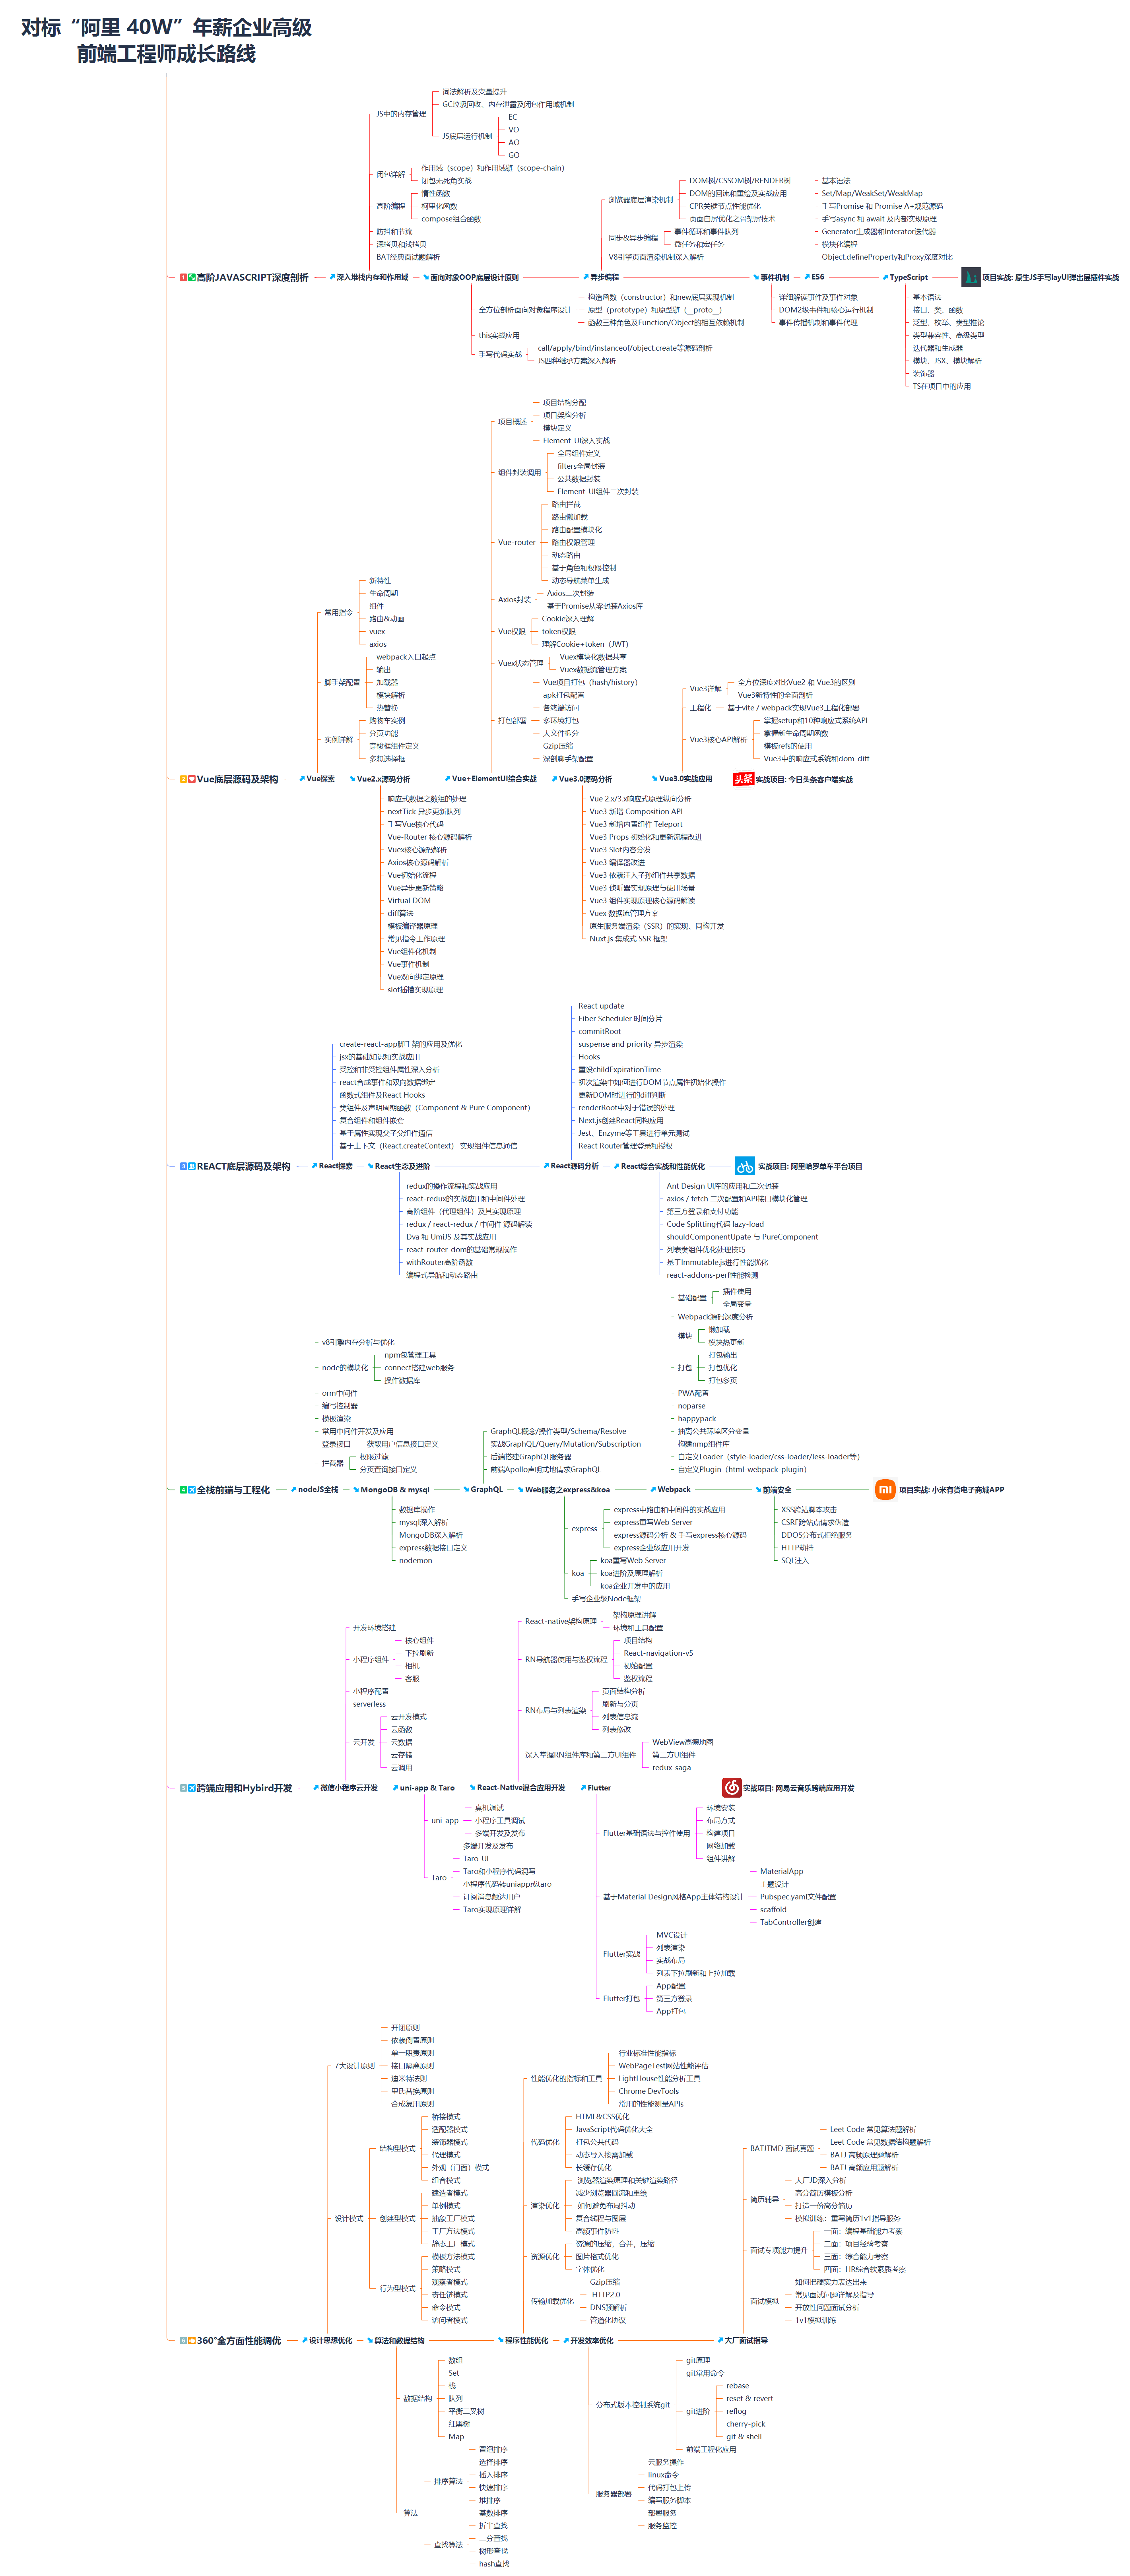 对标“阿里 40W”年薪企业高级
前端工程师成长路线
高阶JAVASCRIPT深度剖析
深入堆栈内存和作用域
JS中的内存管理
词法解析及变量提升
GC垃圾回收、内存泄露及闭包作用域机制
JS底层运行机制
EC
VO
AO
GO
闭包详解
作用域（scope）和作用域链（scope-chain）
闭包无死角实战
高阶编程
惰性函数
柯里化函数
compose组合函数
防抖和节流
深拷贝和浅拷贝
BAT经典面试题解析
面向对象OOP底层设计原则
全方位剖析面向对象程序设计
构造函数（constructor）和new底层实现机制
原型（prototype）和原型链（__proto__）
函数三种角色及Function/Object的相互依赖机制
this实战应用
手写代码实战
call/apply/bind/instanceof/object.create等源码剖析
JS四种继承方案深入解析
异步编程
浏览器底层渲染机制
DOM树/CSSOM树/RENDER树
DOM的回流和重绘及实战应用
CPR关键节点性能优化
页面白屏优化之骨架屏技术
同步&异步编程
事件循环和事件队列
微任务和宏任务
V8引擎页面渲染机制深入解析
事件机制
详细解读事件及事件对象
DOM2级事件和核心运行机制
事件传播机制和事件代理
ES6
基本语法
Set/Map/WeakSet/WeakMap
手写Promise 和 Promise A+规范源码
手写async 和 await 及内部实现原理
Generator生成器和Interator迭代器
模块化编程
Object.defineProperty和Proxy深度对比
TypeScript
基本语法
接口、类、函数
泛型、枚举、类型推论
类型兼容性、高级类型
迭代器和生成器
模块、JSX、模块解析
装饰器
TS在项目中的应用
项目实战: 原生JS手写layUI弹出层插件实战
Vue底层源码及架构
Vue探索
常用指令
新特性
生命周期
组件
路由&动画
vuex
axios
脚手架配置
webpack入口起点
输出
加载器
模块解析
热替换
实例详解
购物车实例
分页功能
穿梭框组件定义
多想选择框
Vue2.x源码分析
响应式数据之数组的处理
nextTick 异步更新队列
手写Vue核心代码
Vue-Router 核心源码解析
Vuex核心源码解析
Axios核心源码解析
Vue初始化流程
Vue异步更新策略
Virtual DOM
diff算法
模板编译器原理
常见指令工作原理
Vue组件化机制
Vue事件机制
Vue双向绑定原理
slot插槽实现原理
Vue+ElementUI综合实战
项目概述
项目结构分配
项目架构分析
模块定义
Element-UI深入实战
组件封装调用
全局组件定义
filters全局封装
公共数据封装
Element-UI组件二次封装
Vue-router
路由拦截
路由懒加载
路由配置模块化
路由权限管理
动态路由
基于角色和权限控制
动态导航菜单生成
Axios封装
Axios二次封装
基于Promise从零封装Axios库
Vue权限
Cookie深入理解
token权限
理解Cookie+token（JWT）
Vuex状态管理
Vuex模块化数据共享
Vuex数据流管理方案
打包部署
Vue项目打包（hash/history）
apk打包配置
各终端访问
多环境打包
大文件拆分
Gzip压缩
深剖脚手架配置
Vue3.0源码分析
Vue 2.x/3.x响应式原理纵向分析
Vue3 新增 Composition API
Vue3 新增内置组件 Teleport
Vue3 Props 初始化和更新流程改进
Vue3 Slot内容分发
Vue3 编译器改进
Vue3 依赖注入子孙组件共享数据
Vue3 侦听器实现原理与使用场景
Vue3 组件实现原理核心源码解读
Vuex 数据流管理方案
原生服务端渲染（SSR）的实现、同构开发
Nuxt.js 集成式 SSR 框架
Vue3.0实战应用
Vue3详解
全方位深度对比Vue2 和 Vue3的区别
Vue3新特性的全面剖析
工程化
基于vite / webpack实现Vue3工程化部署
Vue3核心API解析
掌握setup和10种响应式系统API
掌握新生命周期函数
模板refs的使用
Vue3中的响应式系统和dom-diff
头条
实战项目: 今日头条客户端实战
REACT底层源码及架构
React探索
create-react-app脚手架的应用及优化
jsx的基础知识和实战应用
受控和非受控组件属性深入分析
react合成事件和双向数据绑定
函数式组件及React Hooks
类组件及声明周期函数（Component & Pure Component）
复合组件和组件嵌套
基于属性实现父子父组件通信
基于上下文（React.createContext） 实现组件信息通信
React生态及进阶
redux的操作流程和实战应用
react-redux的实战应用和中间件处理
高阶组件（代理组件）及其实现原理
redux / react-redux / 中间件 源码解读
Dva 和 UmiJS 及其实战应用
react-router-dom的基础常规操作
withRouter高阶函数
编程式导航和动态路由
React源码分析
React update
Fiber Scheduler 时间分片
commitRoot
suspense and priority 异步渲染
Hooks
重设childExpirationTime
初次渲染中如何进行DOM节点属性初始化操作
更新DOM时进行的diff判断
renderRoot中对于错误的处理
Next.js创建React同构应用
Jest、Enzyme等工具进行单元测试
React Router管理登录和授权
React综合实战和性能优化
Ant Design UI库的应用和二次封装
axios / fetch 二次配置和API接口模块化管理
第三方登录和支付功能
Code Splitting代码 lazy-load
shouldComponentUpate 与 PureComponent
列表类组件优化处理技巧
基于Immutable.js进行性能优化
react-addons-perf性能检测
实战项目: 阿里哈罗单车平台项目
全栈前端与工程化
nodeJS全栈
v8引擎内存分析与优化
node的模块化
npm包管理工具
connect搭建web服务
操作数据库
orm中间件
编写控制器
模板渲染
常用中间件开发及应用
登录接口
获取用户信息接口定义
拦截器
权限过滤
分页查询接口定义
MongoDB & mysql
数据库操作
mysql深入解析
MongoDB深入解析
express数据接口定义
nodemon
GraphQL
GraphQL概念/操作类型/Schema/Resolve
实战GraphQL/Query/Mutation/Subscription
后端搭建GraphQL服务器
前端Apollo声明式地请求GraphQL
Web服务之express&koa
express
express中路由和中间件的实战应用
express重写Web Server
express源码分析 & 手写express核心源码
express企业级应用开发
koa
koa重写Web Server
koa进阶及原理解析
koa企业开发中的应用
手写企业级Node框架
Webpack
基础配置
插件使用
全局变量
Webpack源码深度分析
模块
懒加载
模块热更新
打包
打包输出
打包优化
打包多页
PWA配置
noparse
happypack
抽离公共环境区分变量
构建nmp组件库
自定义Loader（style-loader/css-loader/less-loader等）
自定义Plugin（html-webpack-plugin）
前端安全
XSS跨站脚本攻击
CSRF跨站点请求伪造
DDOS分布式拒绝服务
HTTP劫持
SQL注入
项目实战: 小米有货电子商城APP
跨端应用和Hybird开发
微信小程序云开发
开发环境搭建
小程序组件
核心组件
下拉刷新
相机
客服
小程序配置
serverless
云开发
云开发模式
云函数
云数据
云存储
云调用
uni-app & Taro
uni-app
真机调试
小程序工具调试
多端开发及发布
Taro
多端开发及发布
Taro-UI
Taro和小程序代码混写
小程序代码转uniapp或taro
订阅消息触达用户
Taro实现原理详解
React-Native混合应用开发
React-native架构原理
架构原理讲解
环境和工具配置
RN导航器使用与鉴权流程
项目结构
React-navigation-v5
初始配置
鉴权流程
RN布局与列表渲染
页面结构分析
刷新与分页
列表信息流
列表修改
深入掌握RN组件库和第三方UI组件
WebView高德地图
第三方UI组件
redux-saga
Flutter
Flutter基础语法与控件使用
环境安装
布局方式
构建项目
网络加载
组件讲解
基于Material Design风格App主体结构设计
MaterialApp
主题设计
Pubspec.yaml文件配置
scaffold
TabController创建
Flutter实战
MVC设计
列表渲染
实战布局
列表下拉刷新和上拉加载
Flutter打包
App配置
第三方登录
App打包
实战项目: 网易云音乐跨端应用开发
360°全方面性能调优
设计思想优化
7大设计原则
开闭原则
依赖倒置原则
单一职责原则
接口隔离原则
迪米特法则
里氏替换原则
合成复用原则
设计模式
结构型模式
桥接模式
适配器模式
装饰器模式
代理模式
外观（门面）模式
组合模式
创建型模式
建造者模式
单例模式
抽象工厂模式
工厂方法模式
静态工厂模式
行为型模式
模板方法模式
策略模式
观察者模式
责任链模式
命令模式
访问者模式
算法和数据结构
数据结构
数组
Set
栈
队列
平衡二叉树
红黑树
Map
算法
排序算法
冒泡排序
选择排序
插入排序
快速排序
堆排序
基数排序
查找算法
折半查找
二分查找
树形查找
hash查找
程序性能优化
性能优化的指标和工具
行业标准性能指标
WebPageTest网站性能评估
LightHouse性能分析工具
Chrome DevTools
常用的性能测量APIs
代码优化
HTML&CSS优化
JavaScript代码优化大全
打包公共代码
动态导入按需加载
长缓存优化
渲染优化
浏览器渲染原理和关键渲染路径
减少浏览器回流和重绘
如何避免布局抖动
复合线程与图层
高频事件防抖
资源优化
资源的压缩，合并，压缩
图片格式优化
字体优化
传输加载优化
Gzip压缩
HTTP2.0
DNS预解析
管道化协议
开发效率优化
分布式版本控制系统git
git原理
git常用命令
git进阶
rebase
reset & revert
reflog
cherry-pick
git & shell
前端工程化应用
服务器部署
云服务操作
linux命令
代码打包上传
编写服务脚本
部署服务
服务监控
大厂面试指导
BATJTMD 面试真题
Leet Code 常见算法题解析
Leet Code 常见数据结构题解析
BATJ 高频原理题解析
BATJ 高频应用题解析
简历辅导
大厂JD深入分析
高分简历模板分析
打造一份高分简历
模拟训练：重写简历1v1指导服务
面试专项能力提升
一面：编程基础能力考察
二面：项目经验考察
三面：综合能力考察
四面：HR综合软素质考察
面试模拟
如何把硬实力表达出来
常见面试问题详解及指导
开放性问题面试分析
1v1模拟训练